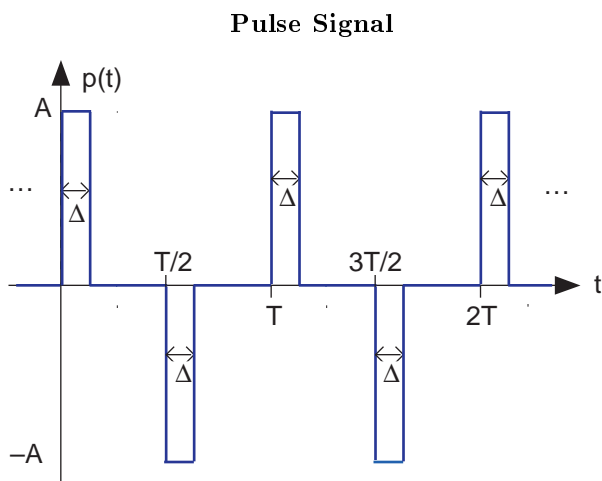 Pulse Signal
p(t)
A
... ...
Δ Δ Δ
T/2 3T/2
t
T 2T
Δ Δ
–A